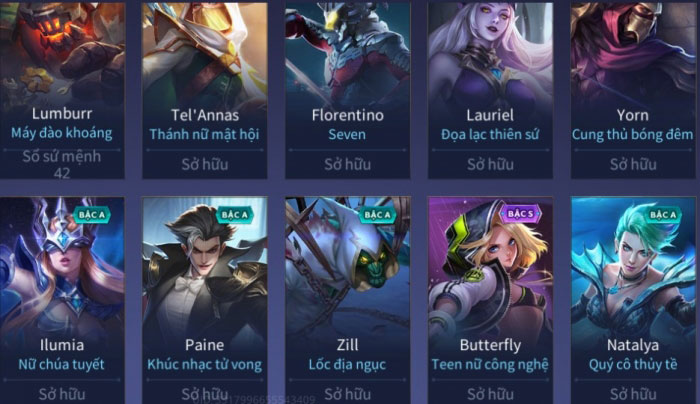 Lumburr
Máy đào khoáng
Số sứ mệnh
42
Tel'Annas
Thánh nữ mật hội
Sở hữu
Florentino
Seven
Sở hữu
Lauriel
Đọa lạc thiên sứ
Sở hữu
Yorn
Cung thủ bóng đêm
Sở hữu
Ilumia
Nữ chúa tuyết
Sở hữu
BẬC A
Paine
Khúc nhạc tử vong
Sở hữu
BẬC A
Zill
Lốc địa ngục
Sở hữu
BẬC A
Butterfly
Teen nữ công nghệ
Sở hữu
BẬC S
Natalya
Quý cô thủy tề
Sở hữu
BẬC A